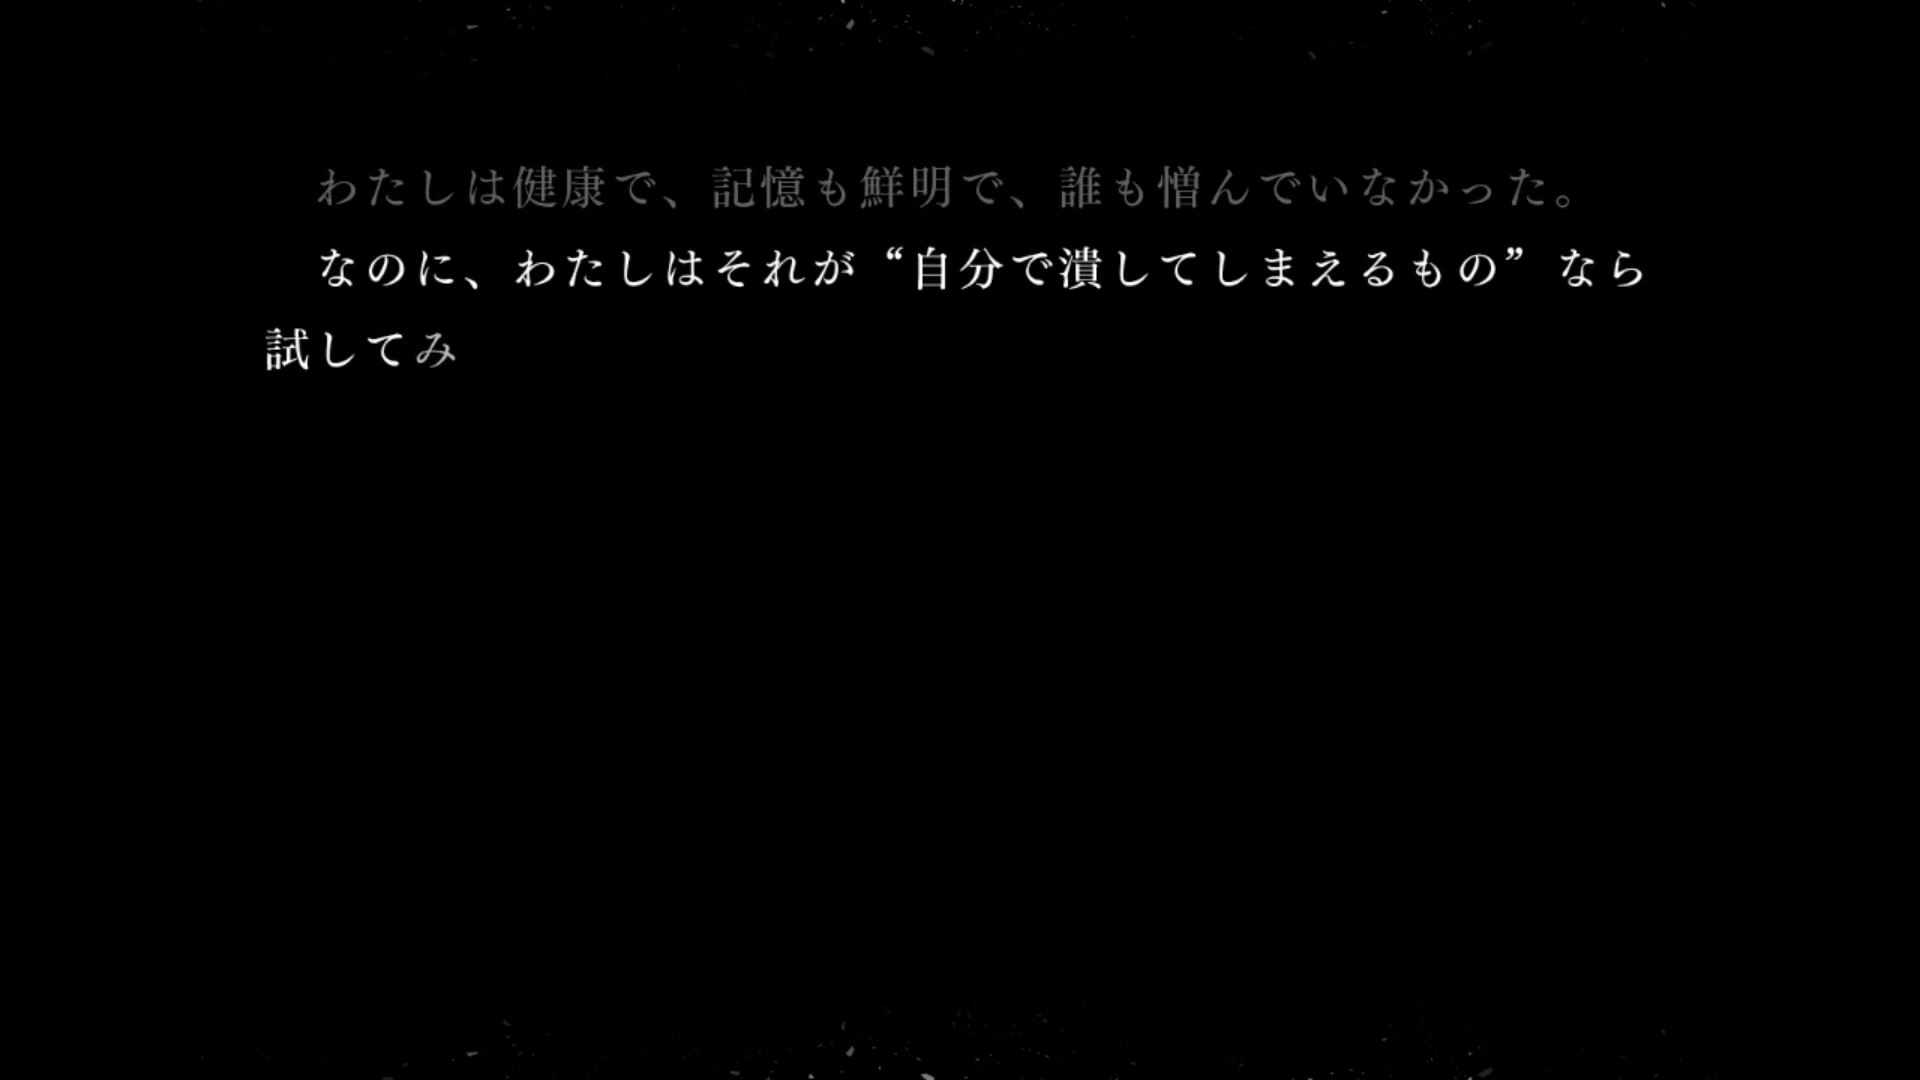 わたしは健康で、記憶も鮮明で、誰も憎んでいなかった。
なのに、わたしはそれが“自分で潰してしまえるもの”なら
試してみ